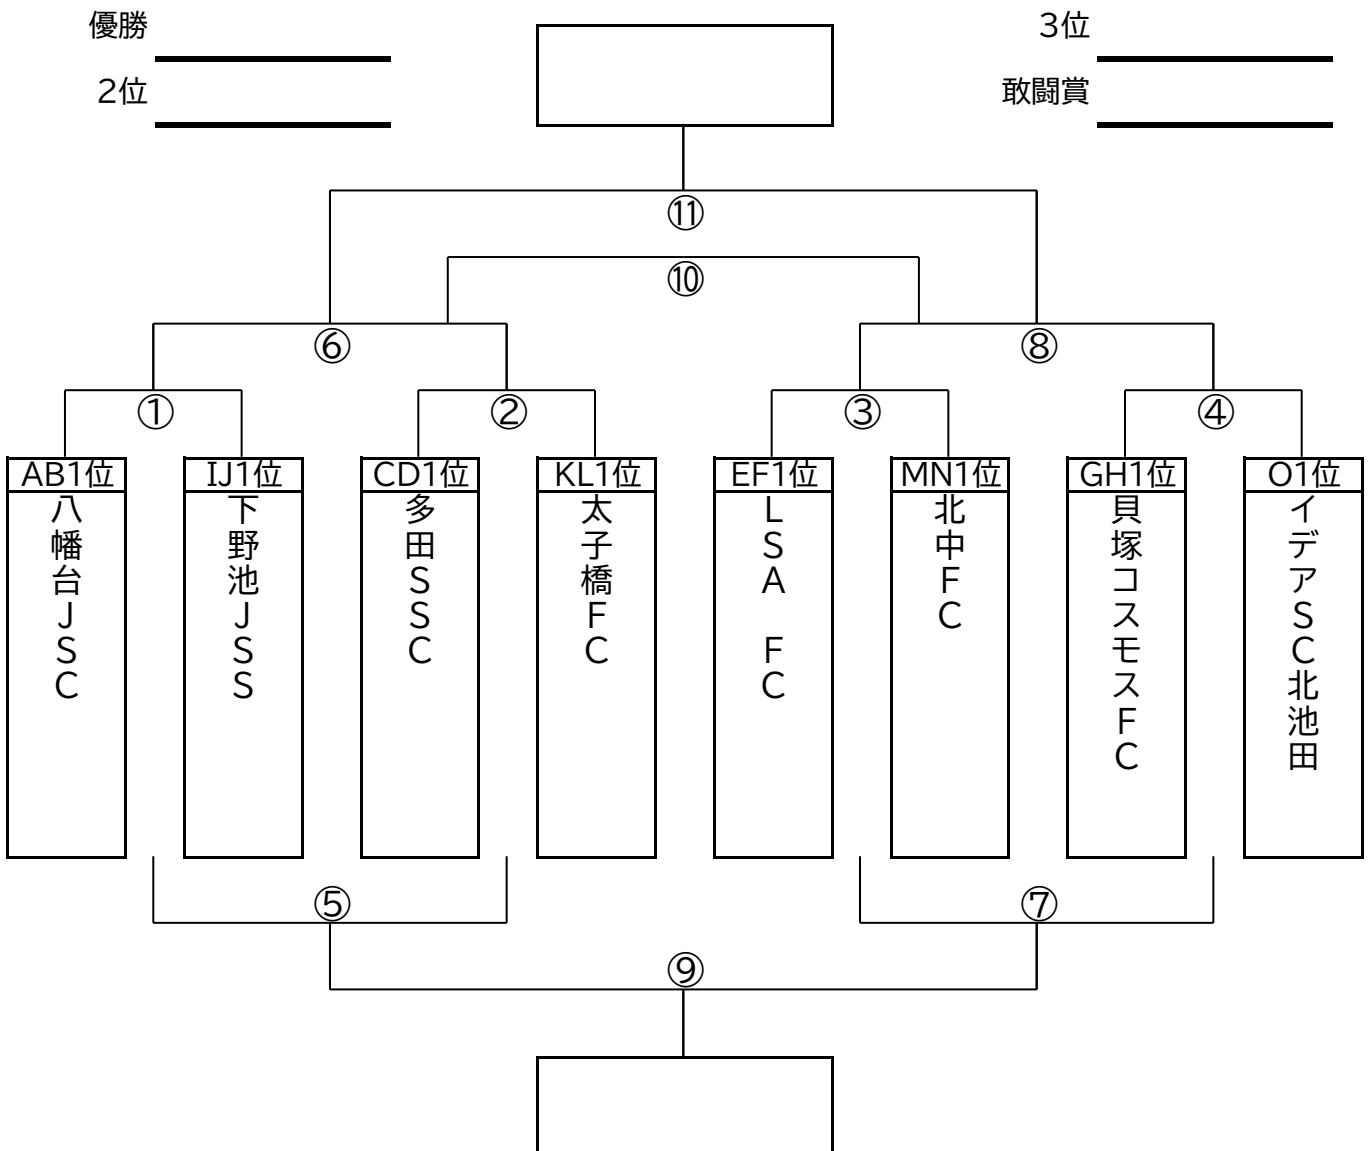 優勝
2位
3位
敢闘賞
⑪
⑩
⑥
⑧
①
②
③
④
AB1位
IJ1位
CD1位
KL1位
EF1位
MN1位
GH1位
O1位
八幡台JSC
下野池JSS
多田SSC
太子橋FC
LSA　FC
北中FC
貝塚コスモスFC
イデアSC北池田
⑤
⑦
⑨